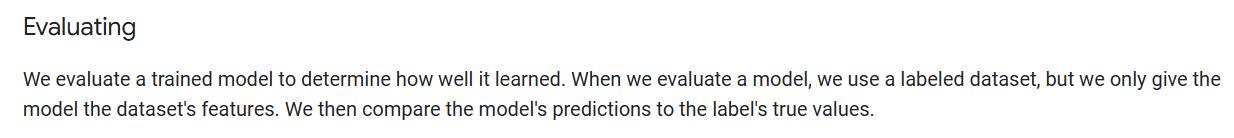 Evaluating
We evaluate a trained model to determine how well it learned. When we evaluate a model, we use a labeled dataset, but we only give the
model the dataset's features. We then compare the model's predictions to the label's true values.